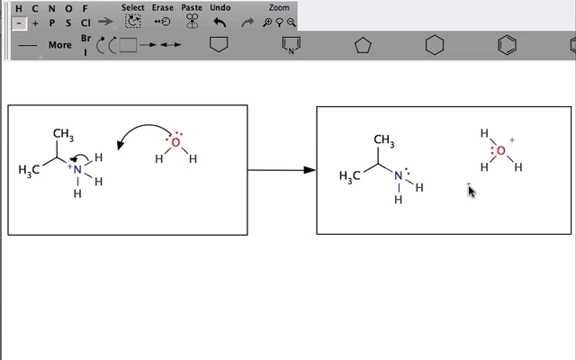 H C N O F Select Erase Paste Undo Zoom
− + P S Cl
More Br I N
CH3
H3C +N H
H H
O
H H
CH3
H3C N H
H
H +
O
H H